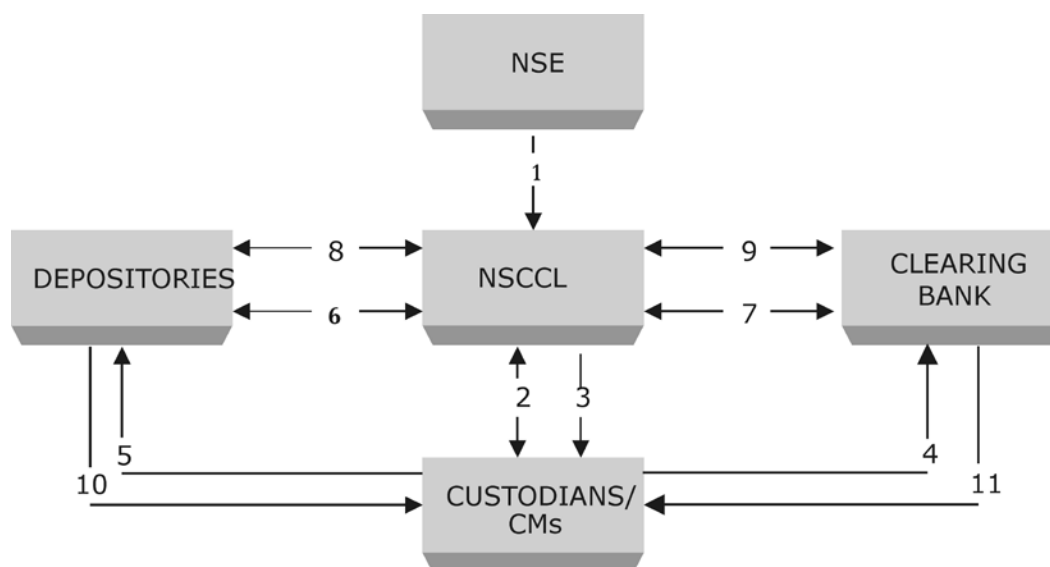 NSE
1
8
9
DEPOSITORIES
NSCCL
CLEARING
BANK
6
7
2
3
5
4
10
11
CUSTODIANS/
CMs